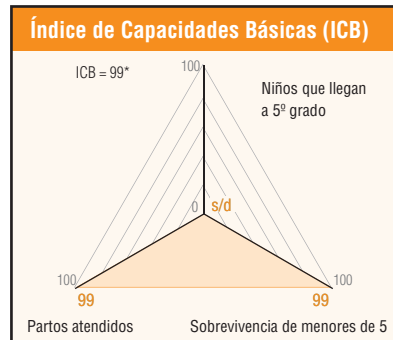 Índice de Capacidades Básicas (ICB)
ICB = 99*
100
Niños que llegan
a 5º grado
0
s/d
100
99
100
99
Partos atendidos
Sobrevivencia de menores de 5